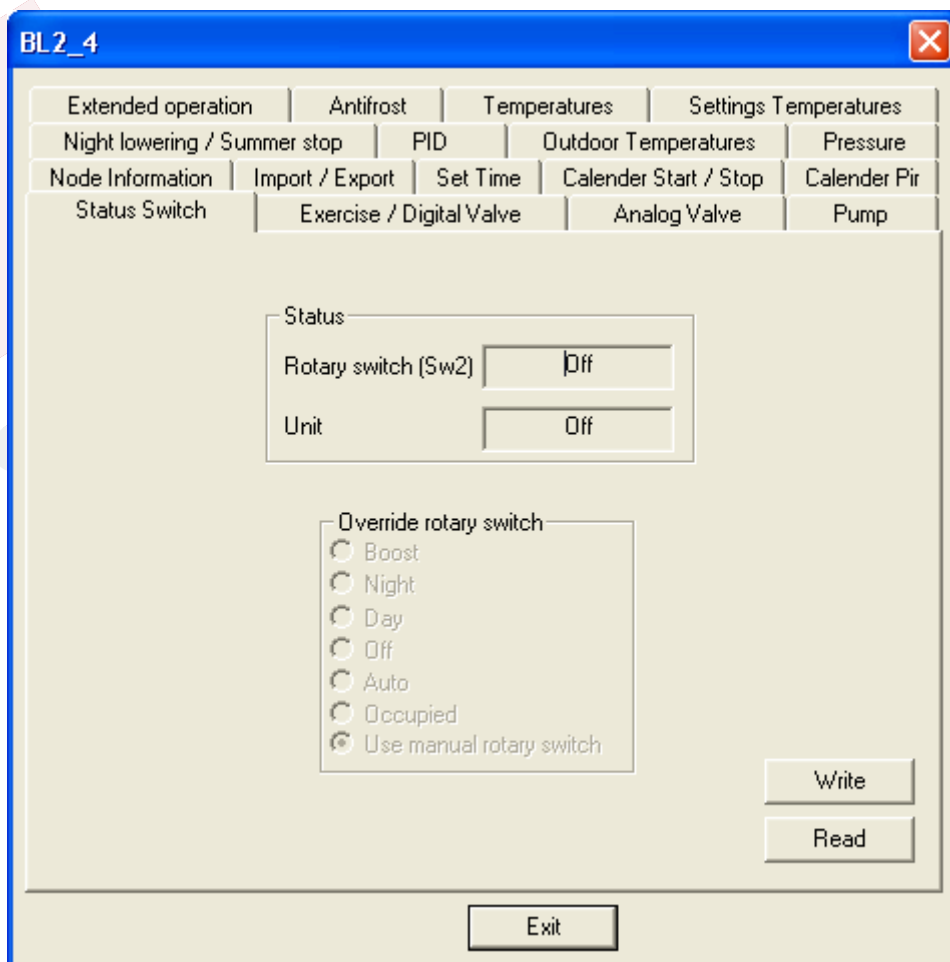 BL2_4
Extended operation Antifrost Temperatures Settings Temperatures
Night lowering / Summer stop PID Outdoor Temperatures Pressure
Node Information Import / Export Set Time Calender Start / Stop Calender Pir
Status Switch Exercise / Digital Valve Analog Valve Pump
Status
Rotary switch (Sw2) Off
Unit Off
Override rotary switch
Boost
Night
Day
Off
Auto
Occupied
Use manual rotary switch
Write
Read
Exit